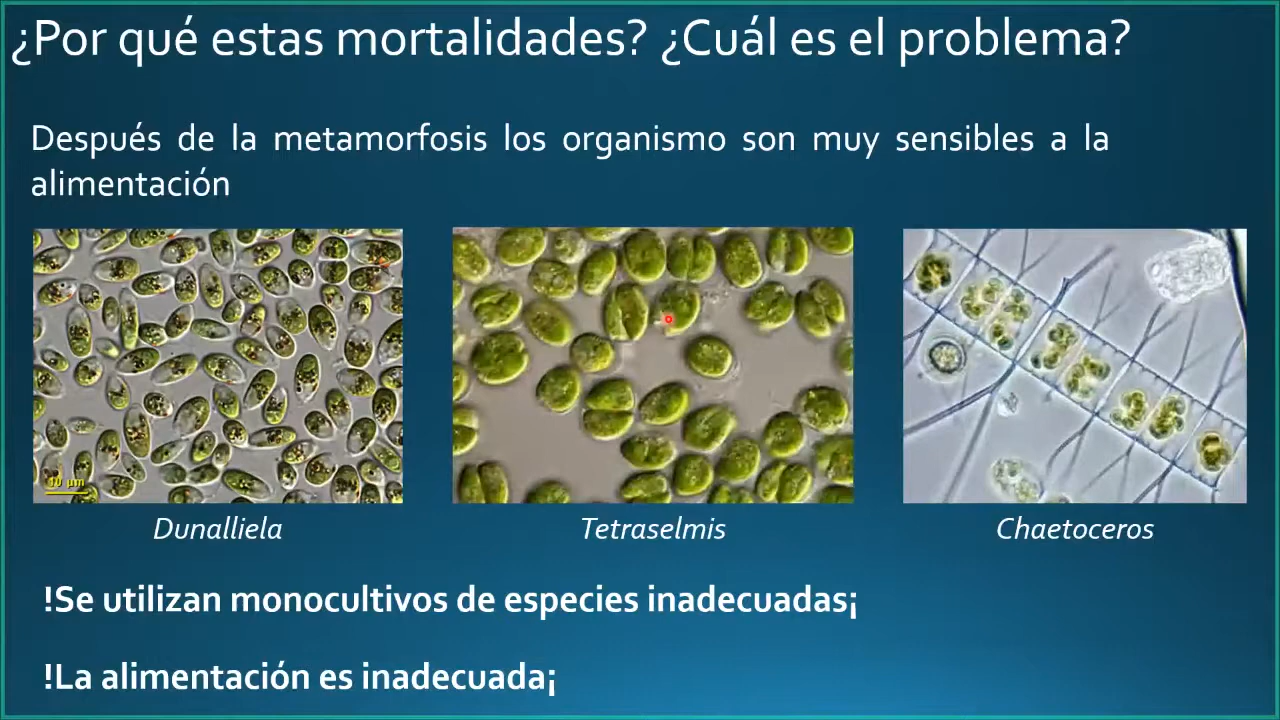 ¿Por qué estas mortalidades? ¿Cuál es el problema?
Después de la metamorfosis los organismo son muy sensibles a la
alimentación
10 µm
Dunalliela
Tetraselmis
Chaetoceros
!Se utilizan monocultivos de especies inadecuadas¡
!La alimentación es inadecuada¡